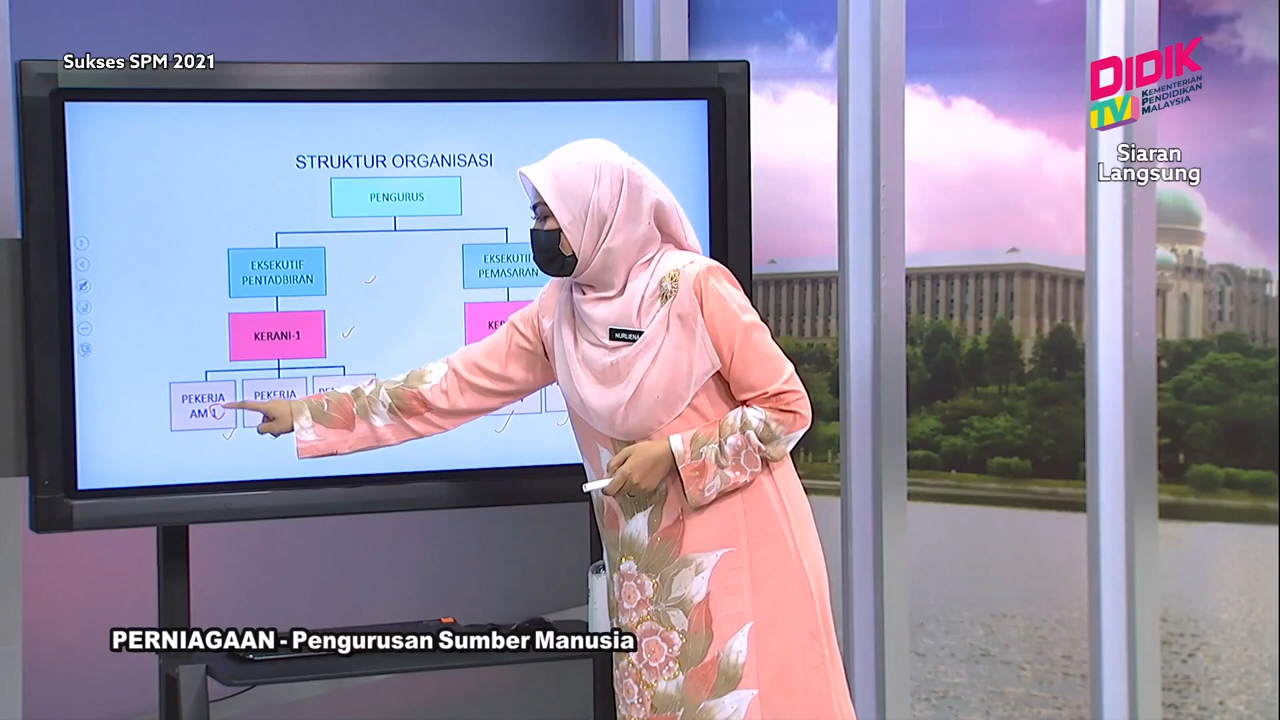 Sukses SPM 2021
DIDIK
TV
KEMENTERIAN
PENDIDIKAN
MALAYSIA
Siaran
Langsung
STRUKTUR ORGANISASI
PENGURUS
EKSEKUTIF
PENTADBIRAN
EKSEKUTIF
PEMASARAN
KERANI-1
PEKERJA
AM 1
PEKERJA
NURLIENA
PERNIAGAAN - Pengurusan Sumber Manusia